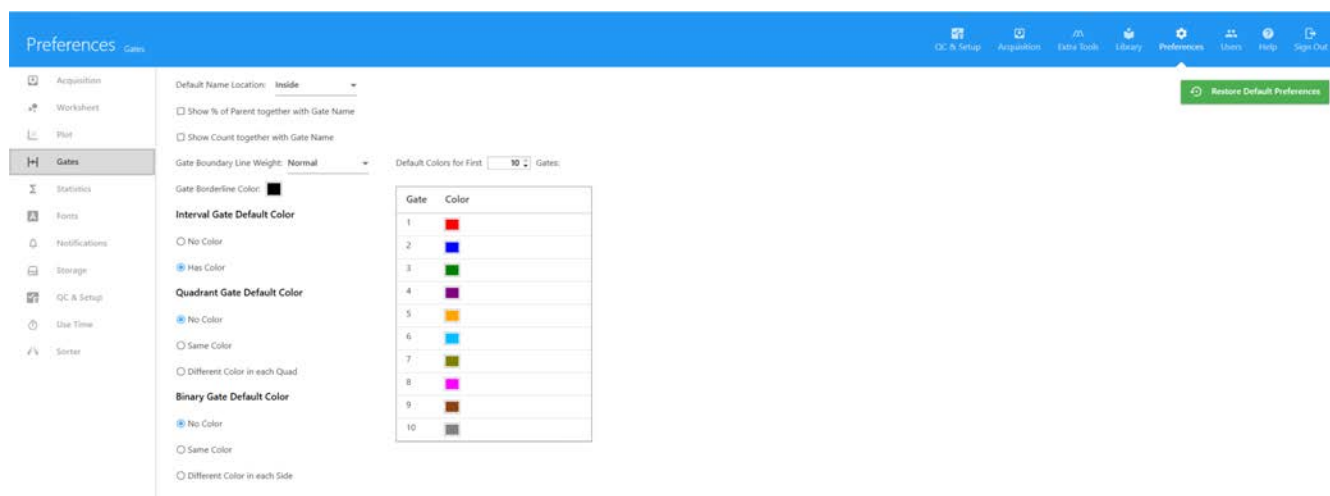 Preferences Gates
QC & Setup Acquisition Extra Tools Library Preferences Users Help Sign Out
Restore Default Preferences
Acquisition
Worksheet
Plot
Gates
Statistics
Fonts
Notifications
Storage
QC & Setup
Use Time
Sorter
Default Name Location: Inside
Show % of Parent together with Gate Name
Show Count together with Gate Name
Gate Boundary Line Weight: Normal
Gate Borderline Color:
Interval Gate Default Color
No Color
Has Color
Quadrant Gate Default Color
No Color
Same Color
Different Color in each Quad
Binary Gate Default Color
No Color
Same Color
Different Color in each Side
Default Colors for First 10 Gates:
Gate Color
1
2
3
4
5
6
7
8
9
10